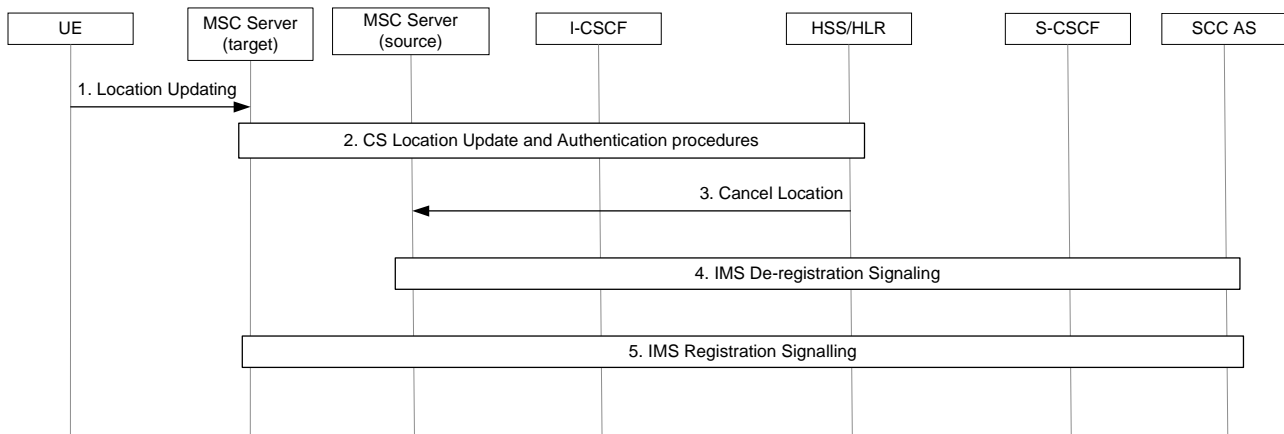 UE
MSC Server
(target)
MSC Server
(source)
I-CSCF
HSS/HLR
S-CSCF
SCC AS
1. Location Updating
2. CS Location Update and Authentication procedures
3. Cancel Location
4. IMS De-registration Signaling
5. IMS Registration Signalling